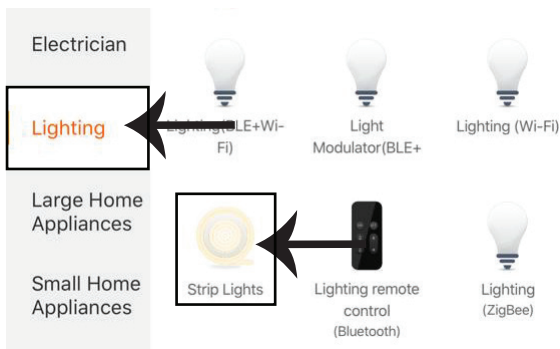 Electrician
Lighting
Large Home
Appliances
Small Home
Appliances
Lighting(BLE+Wi-
Fi)
Light
Modulator(BLE+
Lighting (Wi-Fi)
Strip Lights
Lighting remote
control
(Bluetooth)
Lighting
(ZigBee)